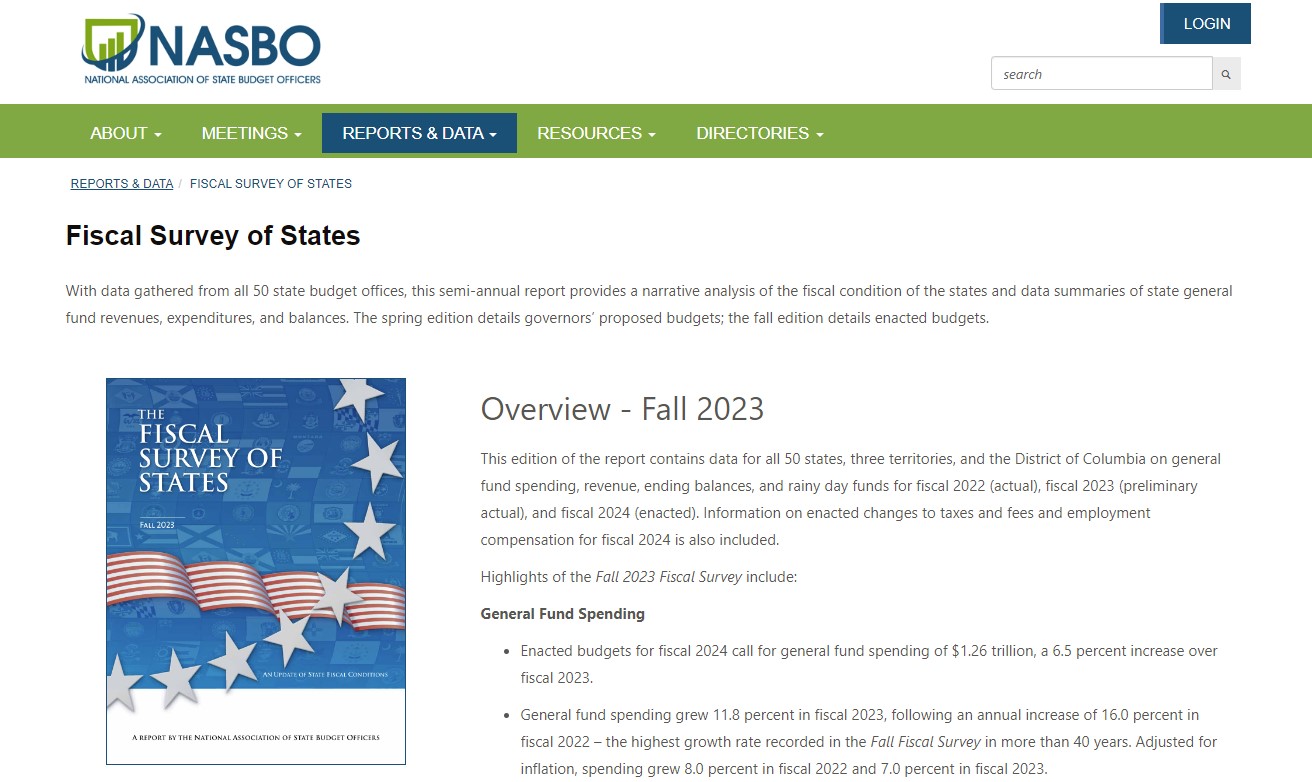 LOGIN
NASBO
NATIONAL ASSOCIATION OF STATE BUDGET OFFICERS
search
ABOUT
MEETINGS
REPORTS & DATA
RESOURCES
DIRECTORIES
REPORTS & DATA / FISCAL SURVEY OF STATES
Fiscal Survey of States
With data gathered from all 50 state budget offices, this semi-annual report provides a narrative analysis of the fiscal condition of the states and data summaries of state general
fund revenues, expenditures, and balances. The spring edition details governors’ proposed budgets; the fall edition details enacted budgets.
THE
FISCAL
SURVEY OF
STATES
FALL 2023
AN UPDATE OF STATE FISCAL CONDITIONS
A REPORT BY THE NATIONAL ASSOCIATION OF STATE BUDGET OFFICERS
Overview - Fall 2023
This edition of the report contains data for all 50 states, three territories, and the District of Columbia on general
fund spending, revenue, ending balances, and rainy day funds for fiscal 2022 (actual), fiscal 2023 (preliminary
actual), and fiscal 2024 (enacted). Information on enacted changes to taxes and fees and employment
compensation for fiscal 2024 is also included.
Highlights of the Fall 2023 Fiscal Survey include:
General Fund Spending
• Enacted budgets for fiscal 2024 call for general fund spending of $1.26 trillion, a 6.5 percent increase over
fiscal 2023.
• General fund spending grew 11.8 percent in fiscal 2023, following an annual increase of 16.0 percent in
fiscal 2022 – the highest growth rate recorded in the Fall Fiscal Survey in more than 40 years. Adjusted for
inflation, spending grew 8.0 percent in fiscal 2022 and 7.0 percent in fiscal 2023.